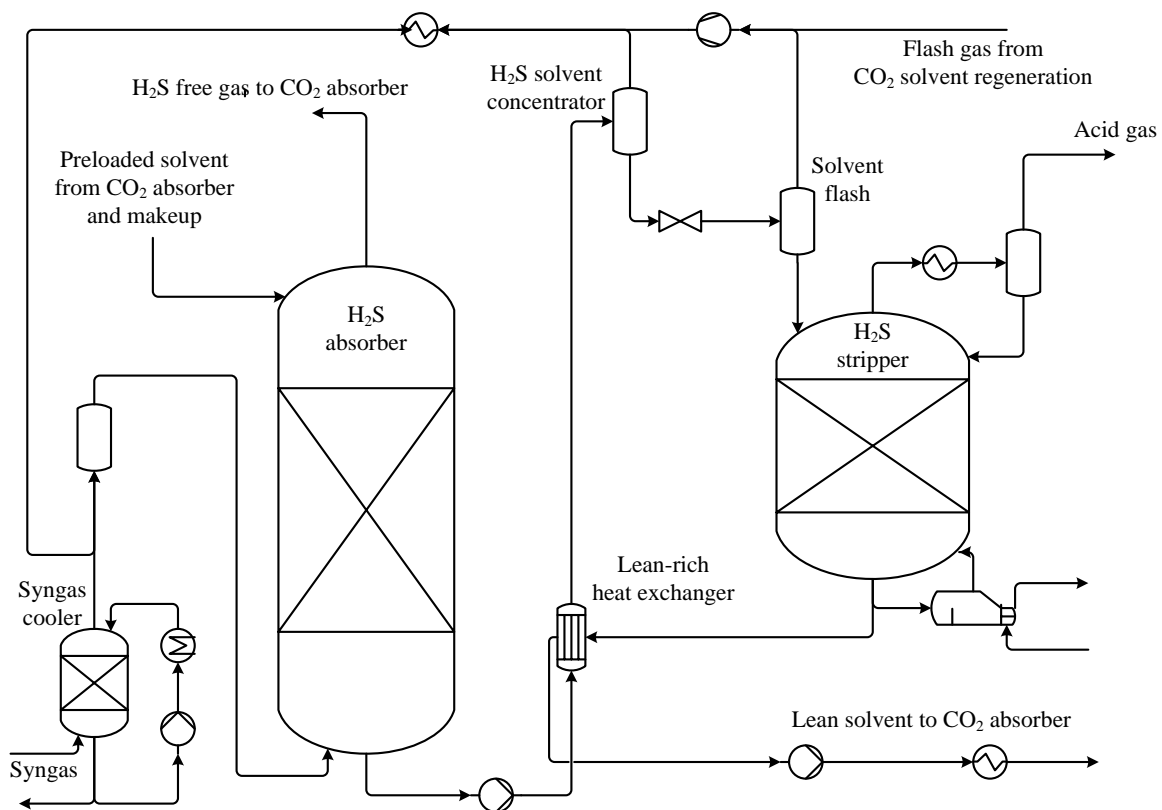 Flash gas from
CO₂ solvent regeneration
H₂S solvent
concentrator
H₂S free gas to CO₂ absorber
Acid gas
Preloaded solvent
from CO₂ absorber
and makeup
Solvent
flash
H₂S
absorber
H₂S
stripper
Lean-rich
heat exchanger
Syngas
cooler
Lean solvent to CO₂ absorber
Syngas